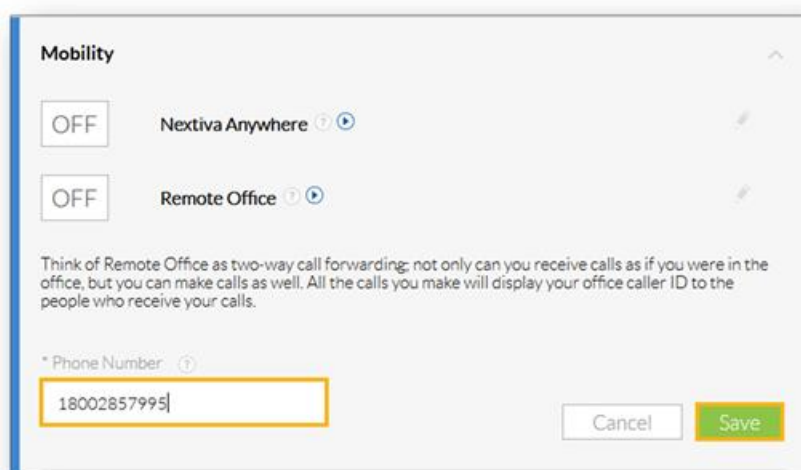 Mobility
OFF Nextiva Anywhere ?
OFF Remote Office ?
Think of Remote Office as two-way call forwarding; not only can you receive calls as if you were in the
office, but you can make calls as well. All the calls you make will display your office caller ID to the
people who receive your calls.
* Phone Number ?
18002857995
Cancel Save